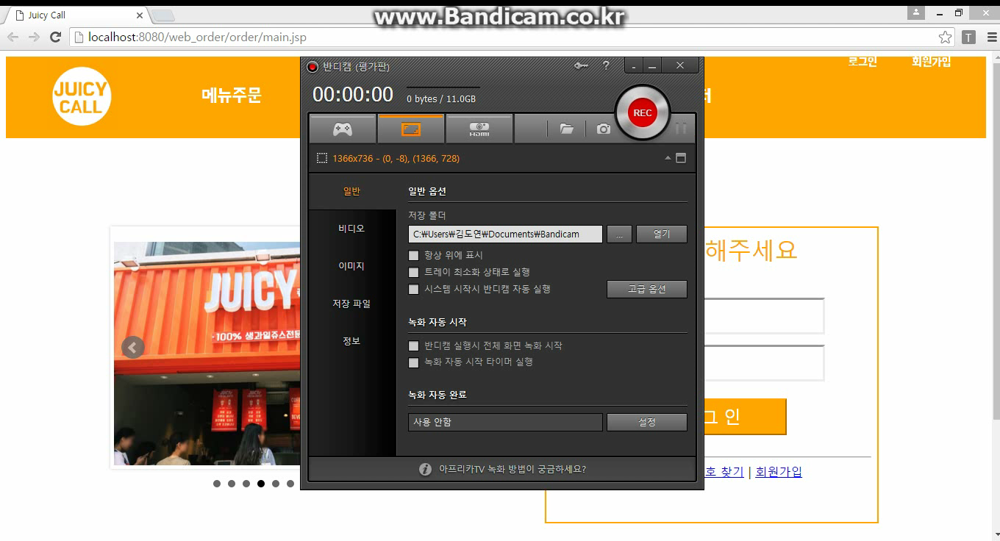 www.Bandicam.co.kr
Juicy Call
localhost:8080/web_order/order/main.jsp
T
로그인
회원가입
JUICY
CALL
메뉴주문
반디캠 (평가판)
?
00:00:00
0 bytes / 11.0GB
REC
HDMI
1366x736 - (0, -8), (1366, 728)
일반
비디오
이미지
저장 파일
정보
일반 옵션
저장 폴더
C:₩Users₩김도연₩Documents₩Bandicam
...
열기
항상 위에 표시
트레이 최소화 상태로 실행
시스템 시작시 반디캠 자동 실행
고급 옵션
녹화 자동 시작
반디캠 실행시 전체 화면 녹화 시작
녹화 자동 시작 타이머 실행
녹화 자동 완료
사용 안함
설정
아프리카TV 녹화 방법이 궁금하세요?
JUICY
100% 생과일쥬스전문
JUICY
JUICY
해주세요
그 인
호 찾기 | 회원가입